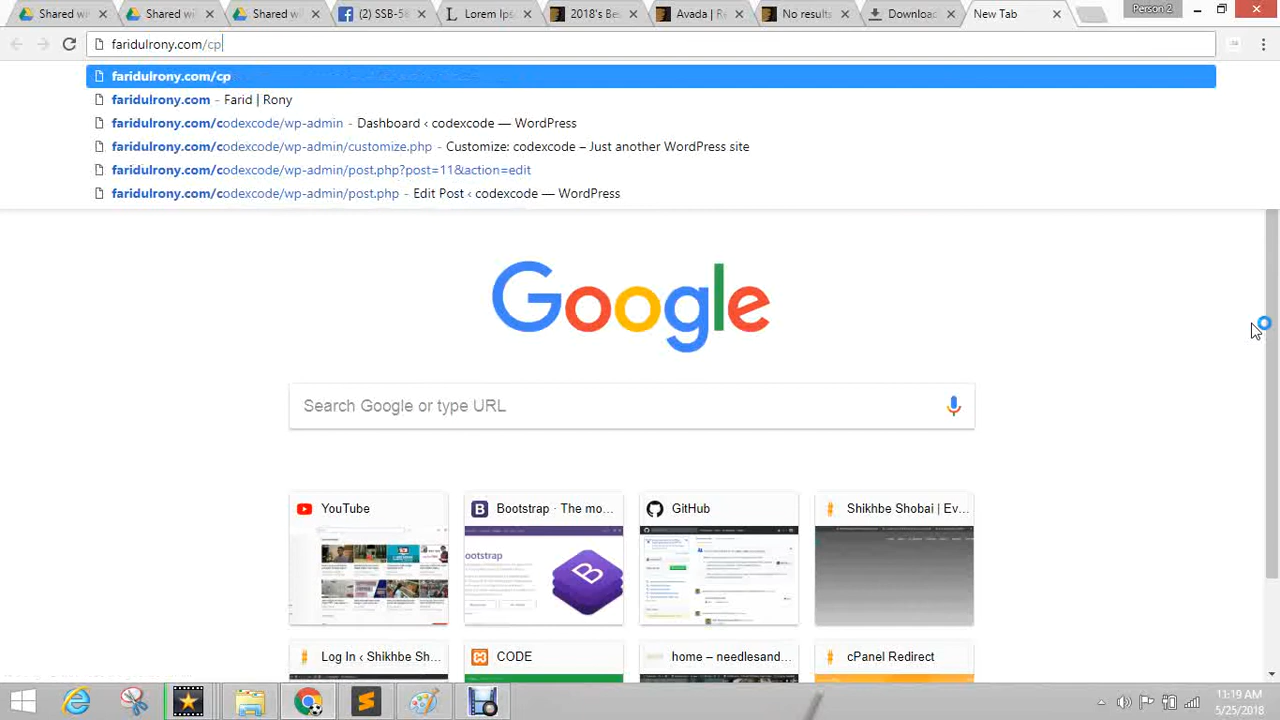 Shared wi
Shared wi
Shared wi
(2) SSB
Lorem Ips
2018's Be
Avada | R
No results
Download
New Tab
Person 2
faridulrony.com/cp
faridulrony.com/cp
faridulrony.com - Farid | Rony
faridulrony.com/codexcode/wp-admin - Dashboard ‹ codexcode — WordPress
faridulrony.com/codexcode/wp-admin/customize.php - Customize: codexcode – Just another WordPress site
faridulrony.com/codexcode/wp-admin/post.php?post=11&action=edit
faridulrony.com/codexcode/wp-admin/post.php - Edit Post ‹ codexcode — WordPress
Google
Search Google or type URL
YouTube
Bootstrap · The mo...
GitHub
Shikhbe Shobai | Ev...
ootstrap
Log In ‹ Shikhbe Sh...
CODE
home – needlesand...
cPanel Redirect
11:19 AM
5/25/2018